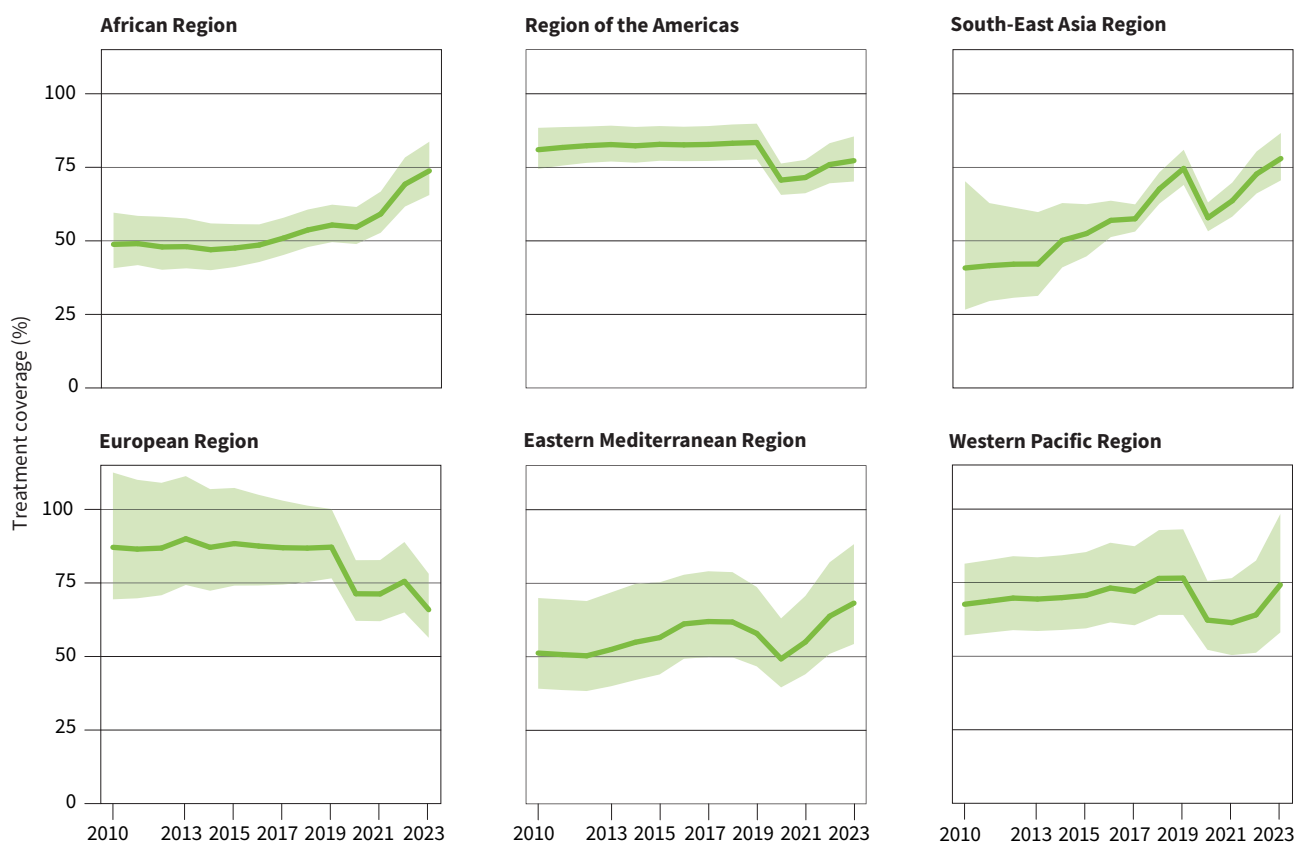 African Region
Region of the Americas
South-East Asia Region
100
75
50
25
0
Treatment coverage (%)
European Region
Eastern Mediterranean Region
Western Pacific Region
100
75
50
25
0
2010 2013 2015 2017 2019 2021 2023
2010 2013 2015 2017 2019 2021 2023
2010 2013 2015 2017 2019 2021 2023